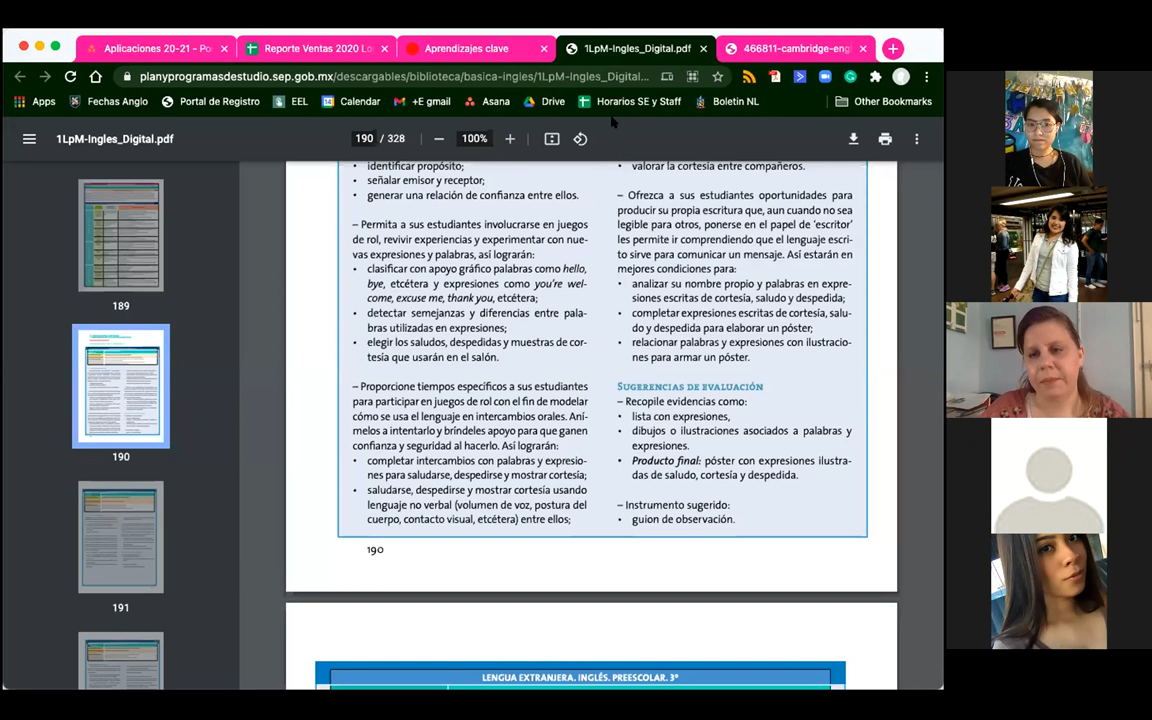 Aplicaciones 20-21 - Po
Reporte Ventas 2020 Lo
Aprendizajes clave
1LpM-Ingles_Digital.pdf
466811-cambridge-eng
planyprogramasdestudio.sep.gob.mx/descargables/biblioteca/basica-ingles/1LpM-Ingles_Digital...
Apps
Fechas Anglo
Portal de Registro
EEL
Calendar
+E gmail
Asana
Drive
Horarios SE y Staff
Boletin NL
Other Bookmarks
1LpM-Ingles_Digital.pdf
190 / 328
100%
189
190
191
• identificar propósito;
• señalar emisor y receptor;
• generar una relación de confianza entre ellos.
– Permita a sus estudiantes involucrarse en juegos
de rol, revivir experiencias y experimentar con nue-
vas expresiones y palabras, así lograrán:
• clasificar con apoyo gráfico palabras como hello,
bye, etcétera y expresiones como you’re wel-
come, excuse me, thank you, etcétera;
• detectar semejanzas y diferencias entre pala-
bras utilizadas en expresiones;
• elegir los saludos, despedidas y muestras de cor-
tesía que usarán en el salón.
– Proporcione tiempos específicos a sus estudiantes
para participar en juegos de rol con el fin de modelar
cómo se usa el lenguaje en intercambios orales. Aní-
melos a intentarlo y bríndeles apoyo para que ganen
confianza y seguridad al hacerlo. Así lograrán:
• completar intercambios con palabras y expresio-
nes para saludarse, despedirse y mostrar cortesía;
• saludarse, despedirse y mostrar cortesía usando
lenguaje no verbal (volumen de voz, postura del
cuerpo, contacto visual, etcétera) entre ellos;
valorar la cortesía entre compañeros.
– Ofrezca a sus estudiantes oportunidades para
producir su propia escritura que, aun cuando no sea
legible para otros, ponerse en el papel de ‘escritor’
les permite ir comprendiendo que el lenguaje escri-
to sirve para comunicar un mensaje. Así estarán en
mejores condiciones para:
• analizar su nombre propio y palabras en expre-
siones escritas de cortesía, saludo y despedida;
• completar expresiones escritas de cortesía, salu-
do y despedida para elaborar un póster;
• relacionar palabras y expresiones con ilustracio-
nes para armar un póster.
SUGERENCIAS DE EVALUACIÓN
– Recopile evidencias como:
• lista con expresiones,
• dibujos o ilustraciones asociados a palabras y
expresiones.
• Producto final: póster con expresiones ilustra-
das de saludo, cortesía y despedida.
– Instrumento sugerido:
• guion de observación.
190
LENGUA EXTRANJERA. INGLÉS. PREESCOLAR. 3º